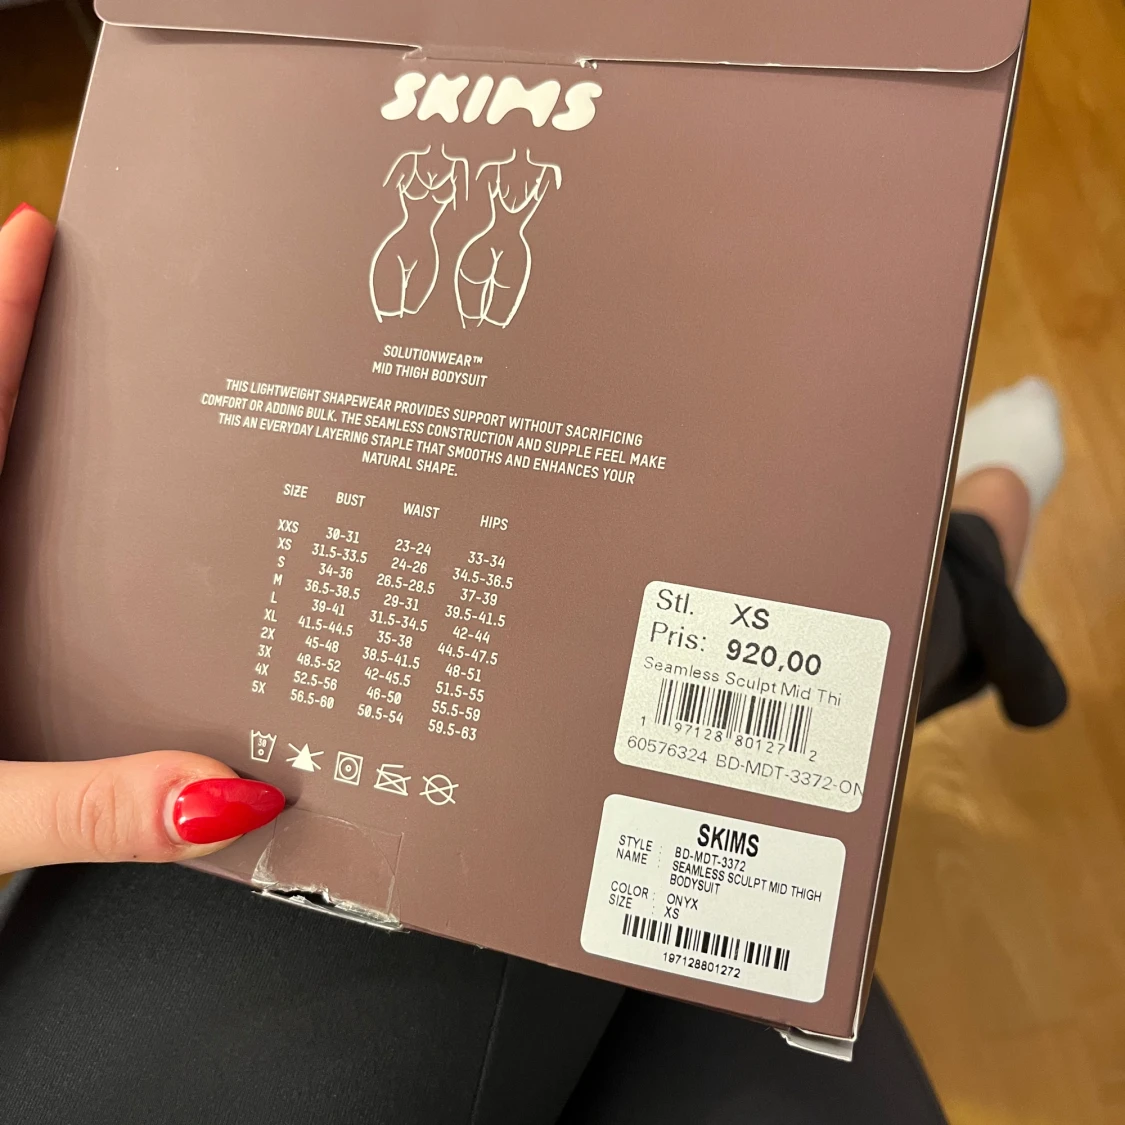 SKIMS
SOLUTIONWEAR™
MID THIGH BODYSUIT
THIS LIGHTWEIGHT SHAPEWEAR PROVIDES SUPPORT WITHOUT SACRIFICING
COMFORT OR ADDING BULK. THE SEAMLESS CONSTRUCTION AND SUPPLE FEEL MAKE
THIS AN EVERYDAY LAYERING STAPLE THAT SMOOTHS AND ENHANCES YOUR
NATURAL SHAPE.
SIZE BUST WAIST HIPS
XXS 30-31 23-24 33-34
XS 31.5-33.5 24-26 34.5-36.5
S 34-36 26.5-28.5 37-39
M 36.5-38.5 29-31 39.5-41.5
L 39-41 31.5-34.5 42-44
XL 41.5-44.5 35-38 44.5-47.5
2X 45-48 38.5-41.5 48-51
3X 48.5-52 42-45.5 51.5-55
4X 52.5-56 46-50 55.5-59
5X 56.5-60 50.5-54 59.5-63
30
Stl. XS
Pris: 920,00
Seamless Sculpt Mid Thi
1 97128 80127 2
60576324 BD-MDT-3372-ON
SKIMS
STYLE : BD-MDT-3372
NAME : SEAMLESS SCULPT MID THIGH
BODYSUIT
COLOR : ONYX
SIZE : XS
197128801272